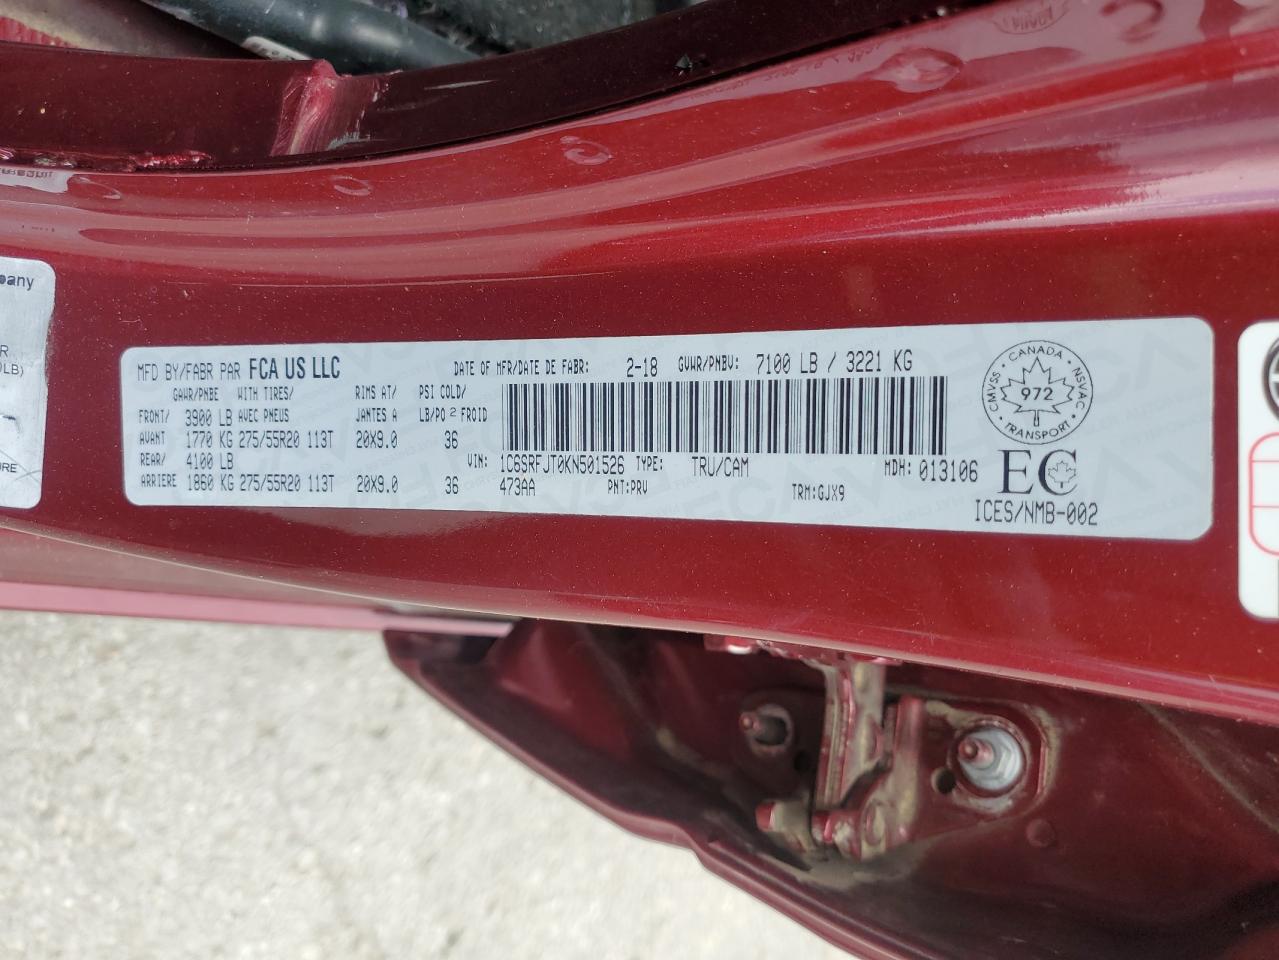 MFD BY/FABR PAR FCA US LLC DATE OF MFR/DATE DE FABR: 2-18 GVWR/PNBV: 7100 LB / 3221 KG
GAWR/PNBE WITH TIRES/ RIMS AT/ PSI COLD/
FRONT/ 3900 LB AVEC PNEUS JANTES A LB/PO² FROID
AVANT 1770 KG 275/55R20 113T 20X9.0 36
REAR/ 4100 LB VIN: 1C6SRFJT0KN501526 TYPE: TRU/CAM MDH: 013106
ARRIERE 1860 KG 275/55R20 113T 20X9.0 36 473AA PNT:PRV TRM:GJX9
CANADA
CMVSS 972 NSVAC
TRANSPORT
EC
ICES/NMB-002
pany
R
LB)
URE